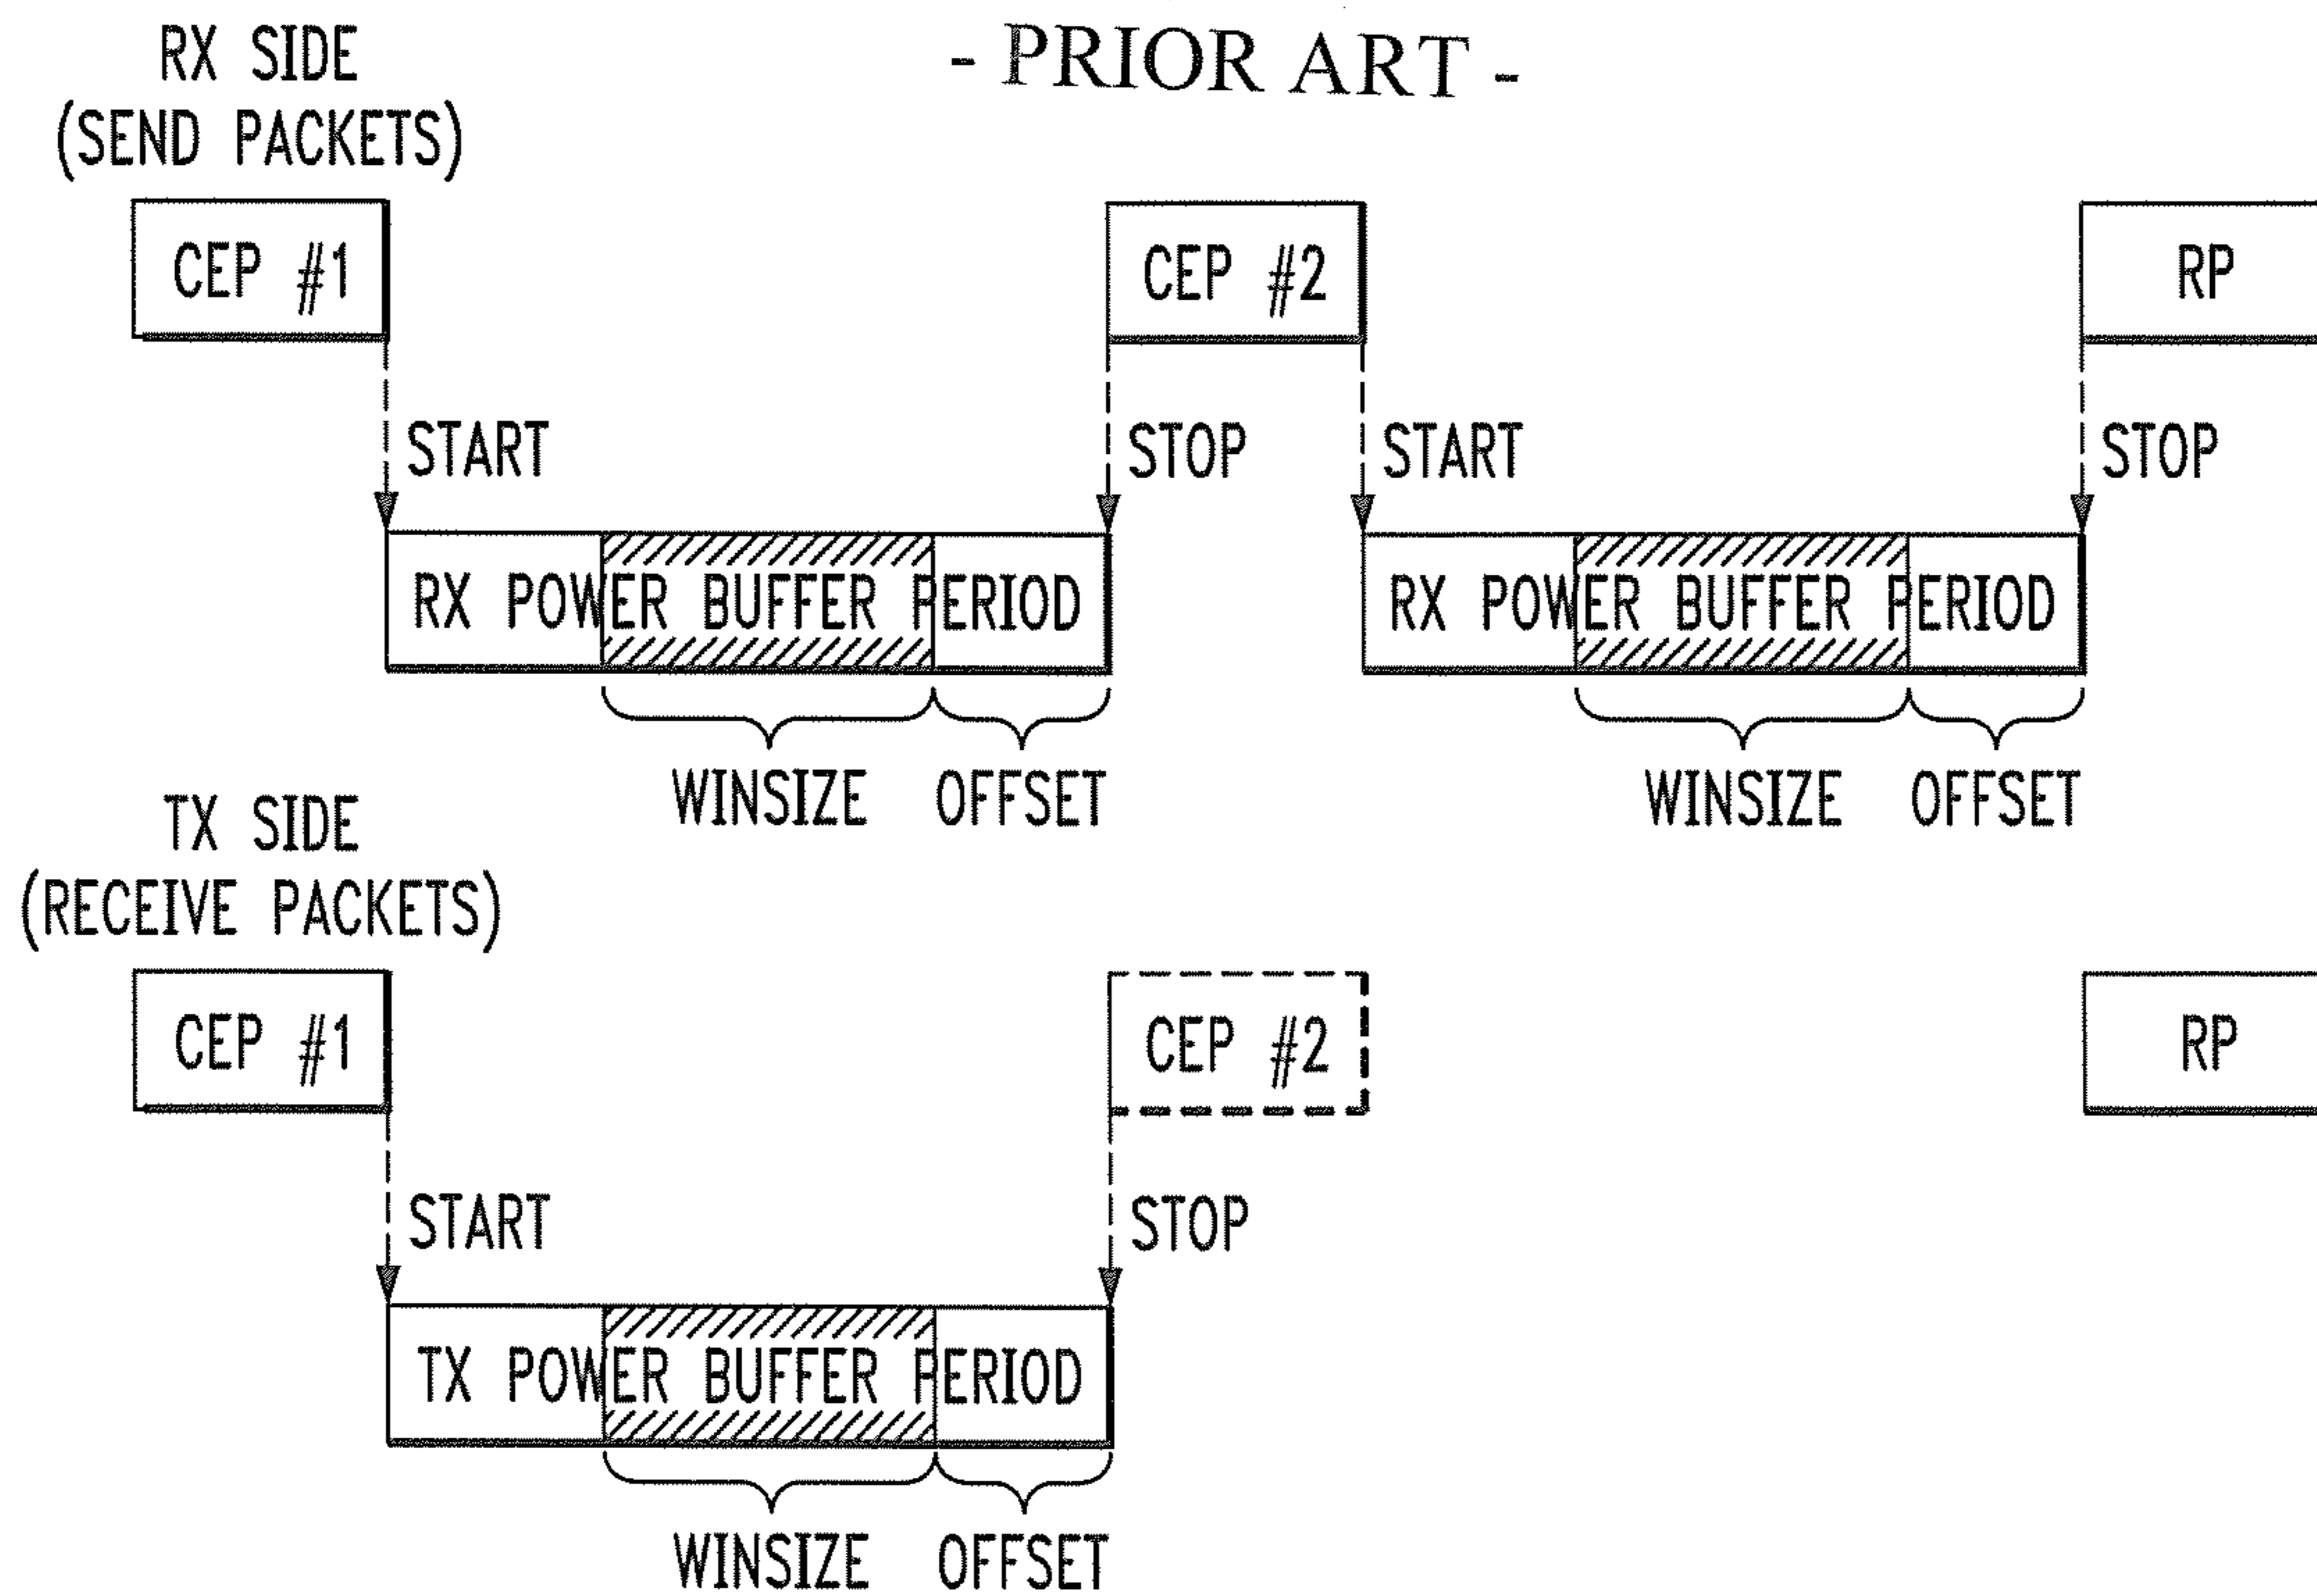 - PRIOR ART -
RX SIDE
(SEND PACKETS)
CEP #1
CEP #2
RP
START
STOP
START
STOP
RX POWER BUFFER PERIOD
RX POWER BUFFER PERIOD
WINSIZE
OFFSET
WINSIZE
OFFSET
TX SIDE
(RECEIVE PACKETS)
CEP #1
CEP #2
RP
START
STOP
TX POWER BUFFER PERIOD
WINSIZE
OFFSET